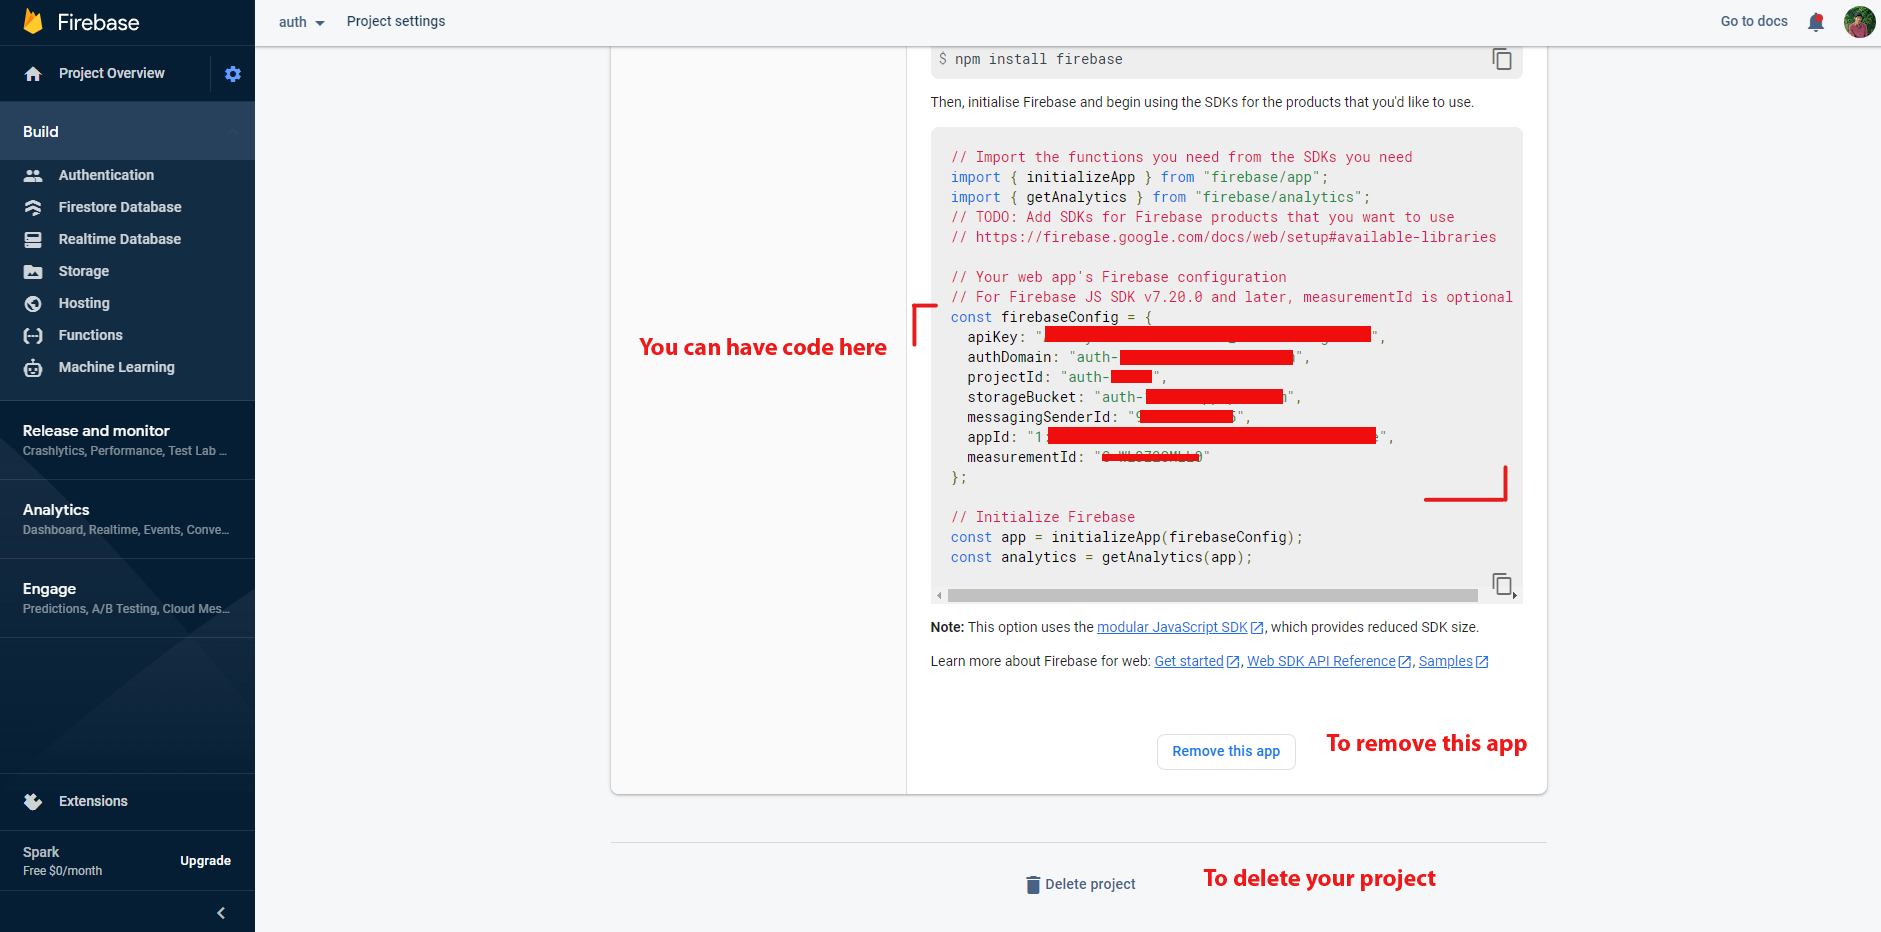 Firebase
auth
Project settings
Go to docs
Project Overview
Build
Authentication
Firestore Database
Realtime Database
Storage
Hosting
Functions
Machine Learning
Release and monitor
Crashlytics, Performance, Test Lab ...
Analytics
Dashboard, Realtime, Events, Conve...
Engage
Predictions, A/B Testing, Cloud Mes...
Extensions
Spark
Free $0/month
Upgrade
$ npm install firebase
Then, initialise Firebase and begin using the SDKs for the products that you'd like to use.
// Import the functions you need from the SDKs you need
import { initializeApp } from "firebase/app";
import { getAnalytics } from "firebase/analytics";
// TODO: Add SDKs for Firebase products that you want to use
// https://firebase.google.com/docs/web/setup#available-libraries
// Your web app's Firebase configuration
// For Firebase JS SDK v7.20.0 and later, measurementId is optional
You can have code here
const firebaseConfig = {
apiKey: "",
authDomain: "auth-",
projectId: "auth-",
storageBucket: "auth-",
messagingSenderId: "9",
appId: "1:",
measurementId: ""
};
// Initialize Firebase
const app = initializeApp(firebaseConfig);
const analytics = getAnalytics(app);
Note: This option uses the modular JavaScript SDK, which provides reduced SDK size.
Learn more about Firebase for web: Get started, Web SDK API Reference, Samples
Remove this app
To remove this app
Delete project
To delete your project